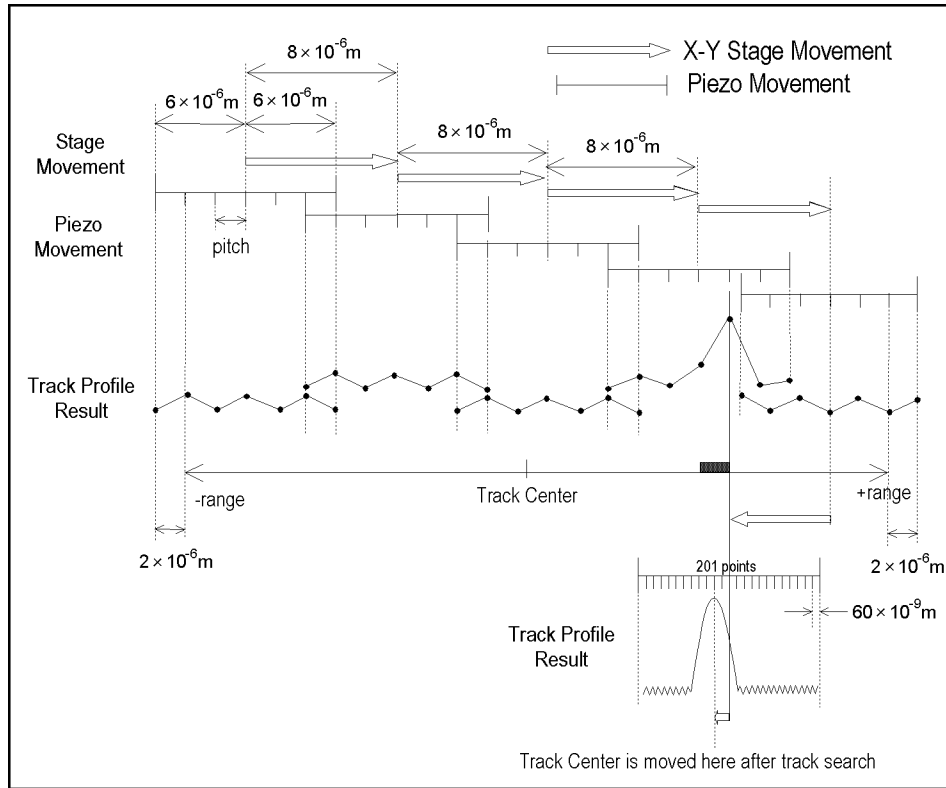 8 × 10⁻⁶m
X-Y Stage Movement
Piezo Movement
6 × 10⁻⁶m
6 × 10⁻⁶m
8 × 10⁻⁶m
8 × 10⁻⁶m
Stage
Movement
Piezo
Movement
pitch
Track Profile
Result
-range
Track Center
+range
2 × 10⁻⁶m
2 × 10⁻⁶m
201 points
60 × 10⁻⁹m
Track Profile
Result
Track Center is moved here after track search